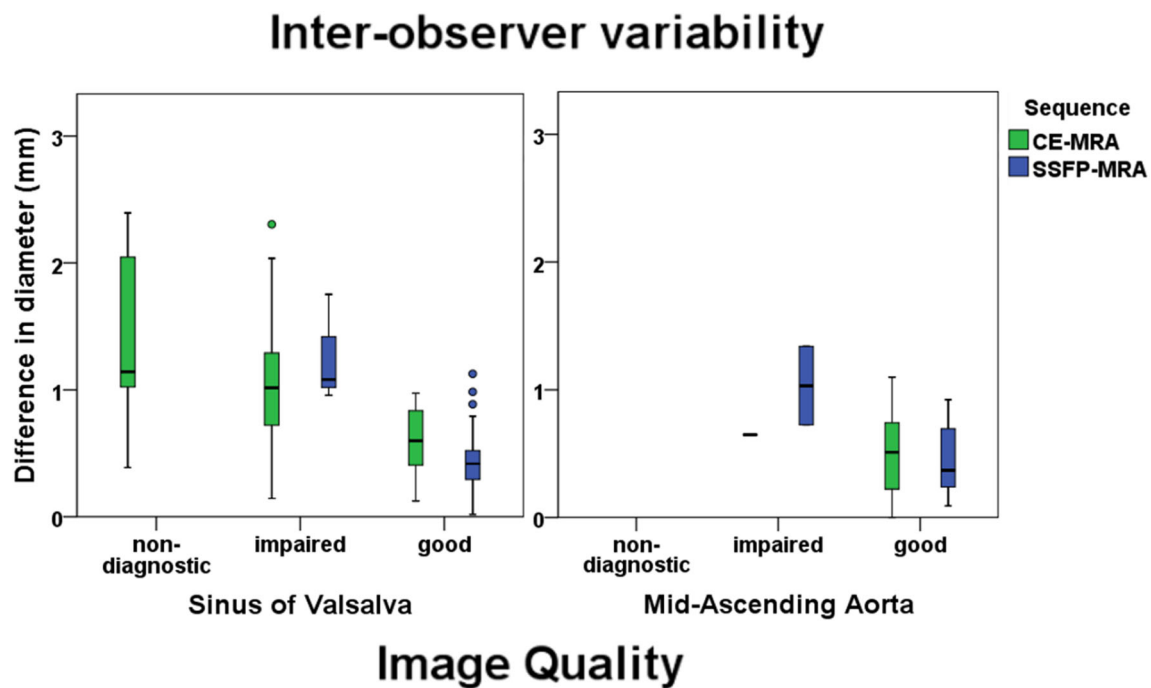 Inter-observer variability
Difference in diameter (mm)
3
2
1
0
non-
diagnostic
impaired
good
Sinus of Valsalva
3
2
1
0
non-
diagnostic
impaired
good
Mid-Ascending Aorta
Sequence
CE-MRA
SSFP-MRA
Image Quality